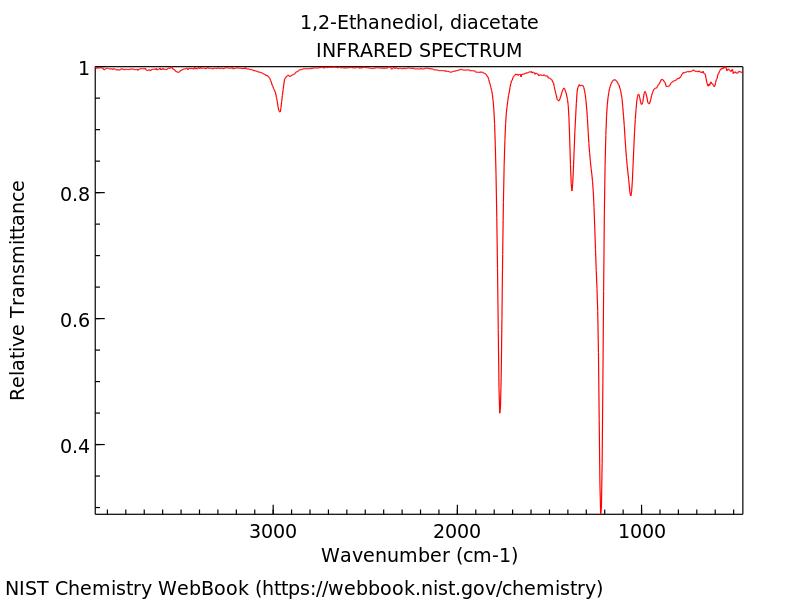 1,2-Ethanediol, diacetate
INFRARED SPECTRUM
1
0.8
0.6
0.4
Relative Transmittance
3000 2000 1000
Wavenumber (cm-1)
NIST Chemistry WebBook (https://webbook.nist.gov/chemistry)